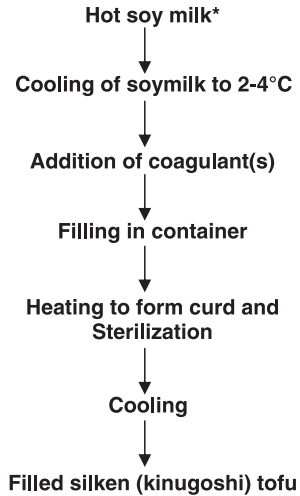 Hot soy milk*
Cooling of soymilk to 2-4°C
Addition of coagulant(s)
Filling in container
Heating to form curd and
Sterilization
Cooling
Filled silken (kinugoshi) tofu